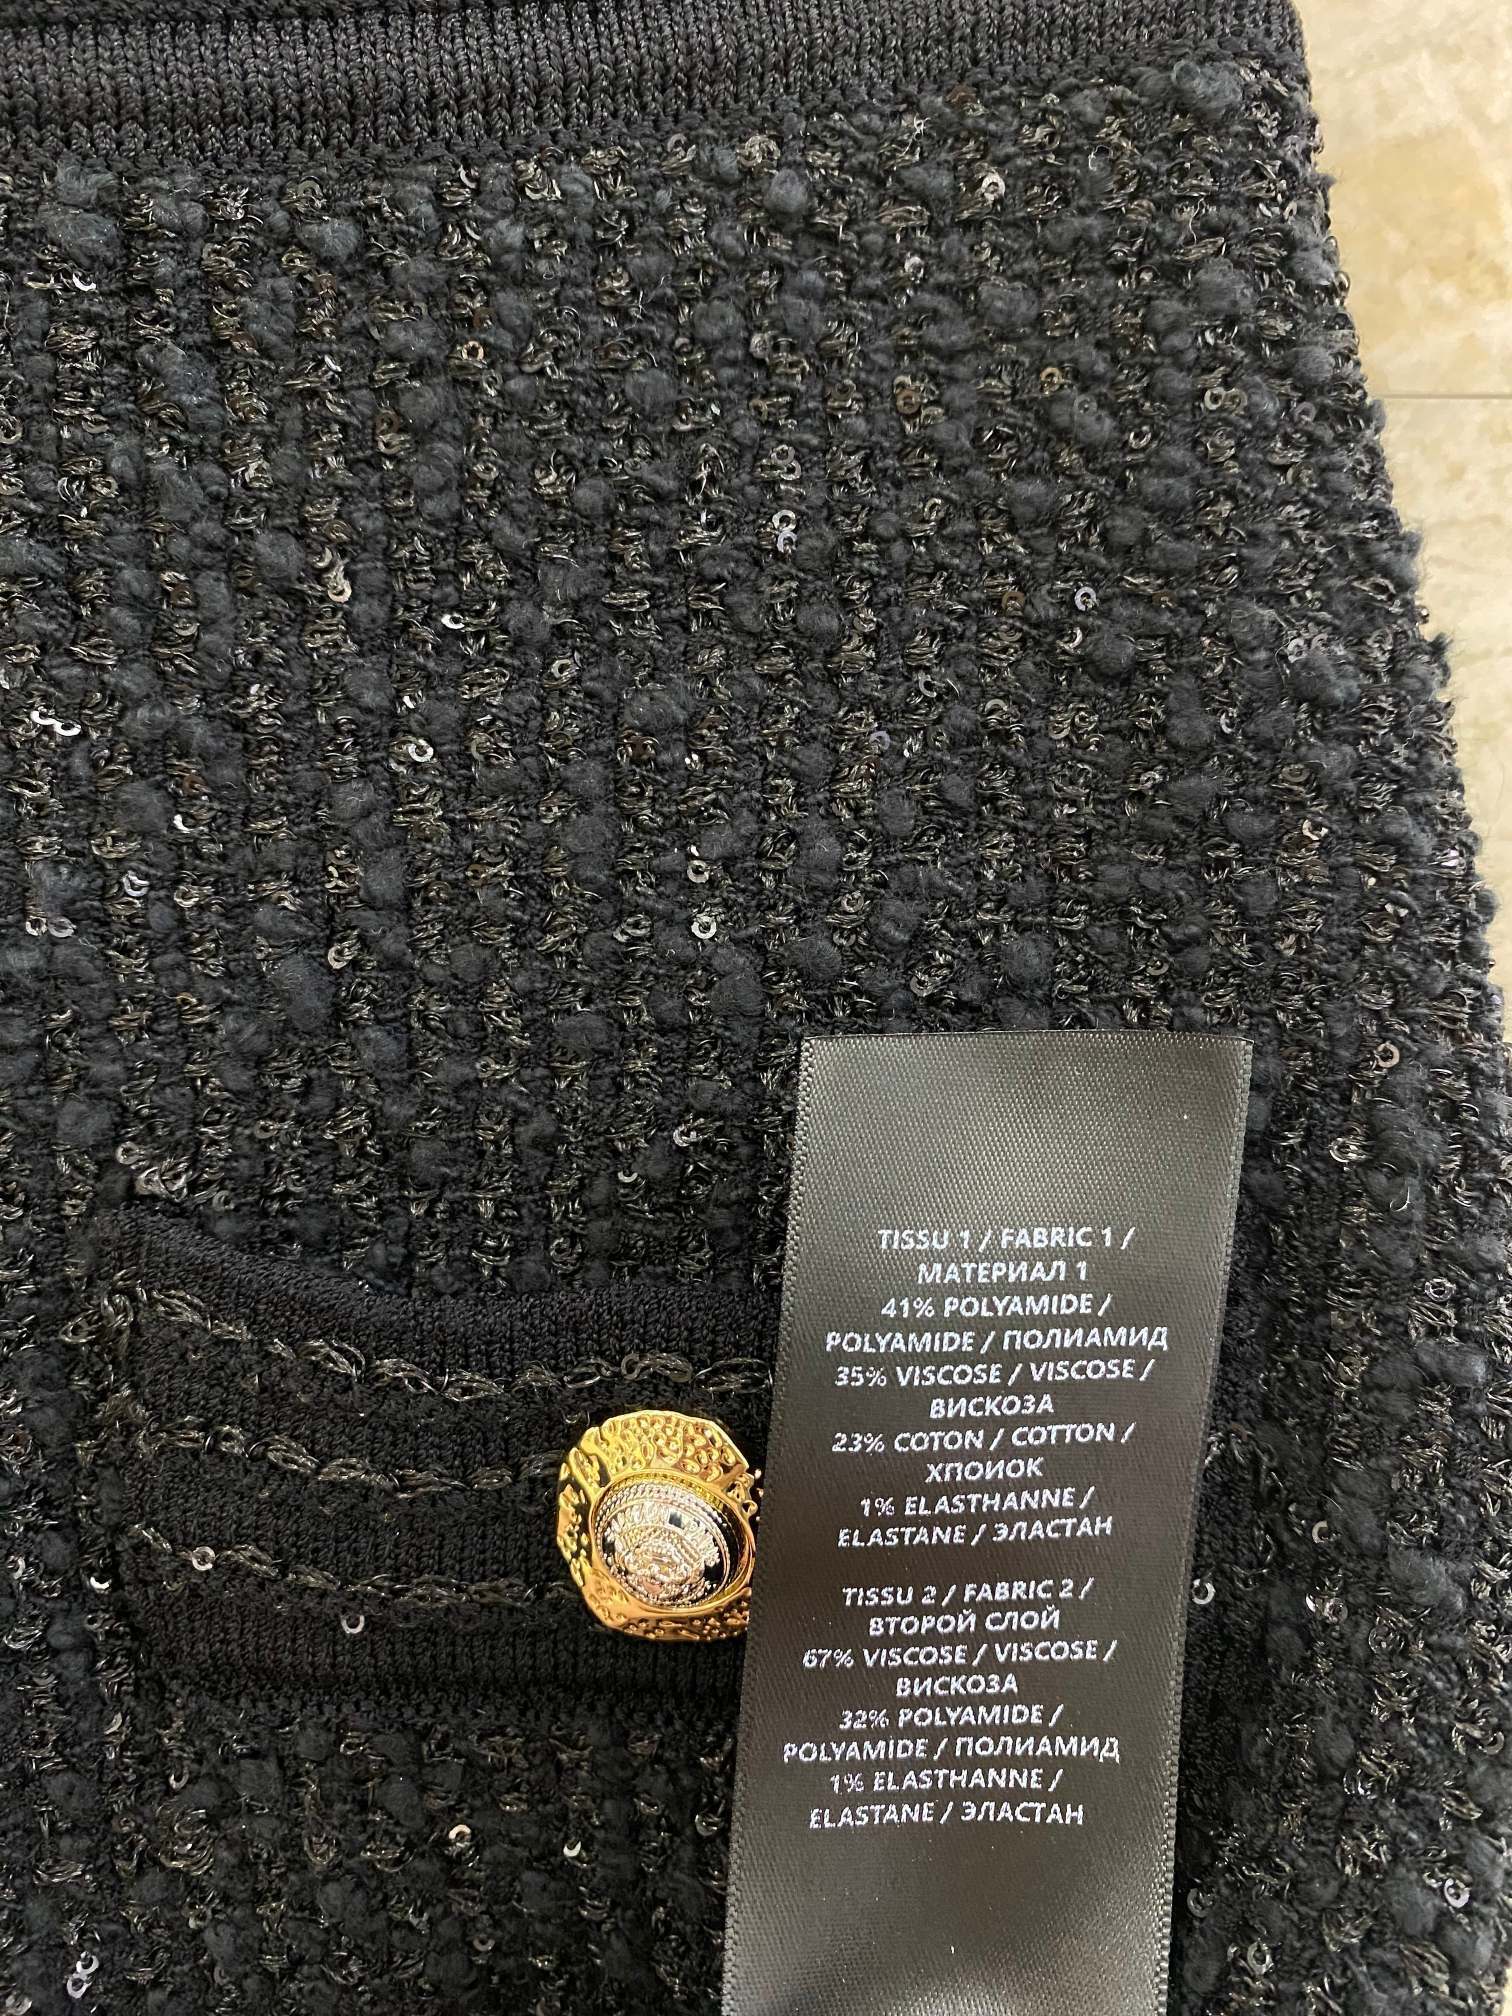 TISSU 1 / FABRIC 1 /
МАТЕРИАЛ 1
41% POLYAMIDE /
POLYAMIDE / ПОЛИАМИД
35% VISCOSE / VISCOSE /
ВИСКОЗА
23% COTON / COTTON /
ХПОИОК
1% ELASTHANNE /
ELASTANE / ЭЛАСТАН
TISSU 2 / FABRIC 2 /
ВТОРОЙ СЛОЙ
67% VISCOSE / VISCOSE /
ВИСКОЗА
32% POLYAMIDE /
POLYAMIDE / ПОЛИАМИД
1% ELASTHANNE /
ELASTANE / ЭЛАСТАН